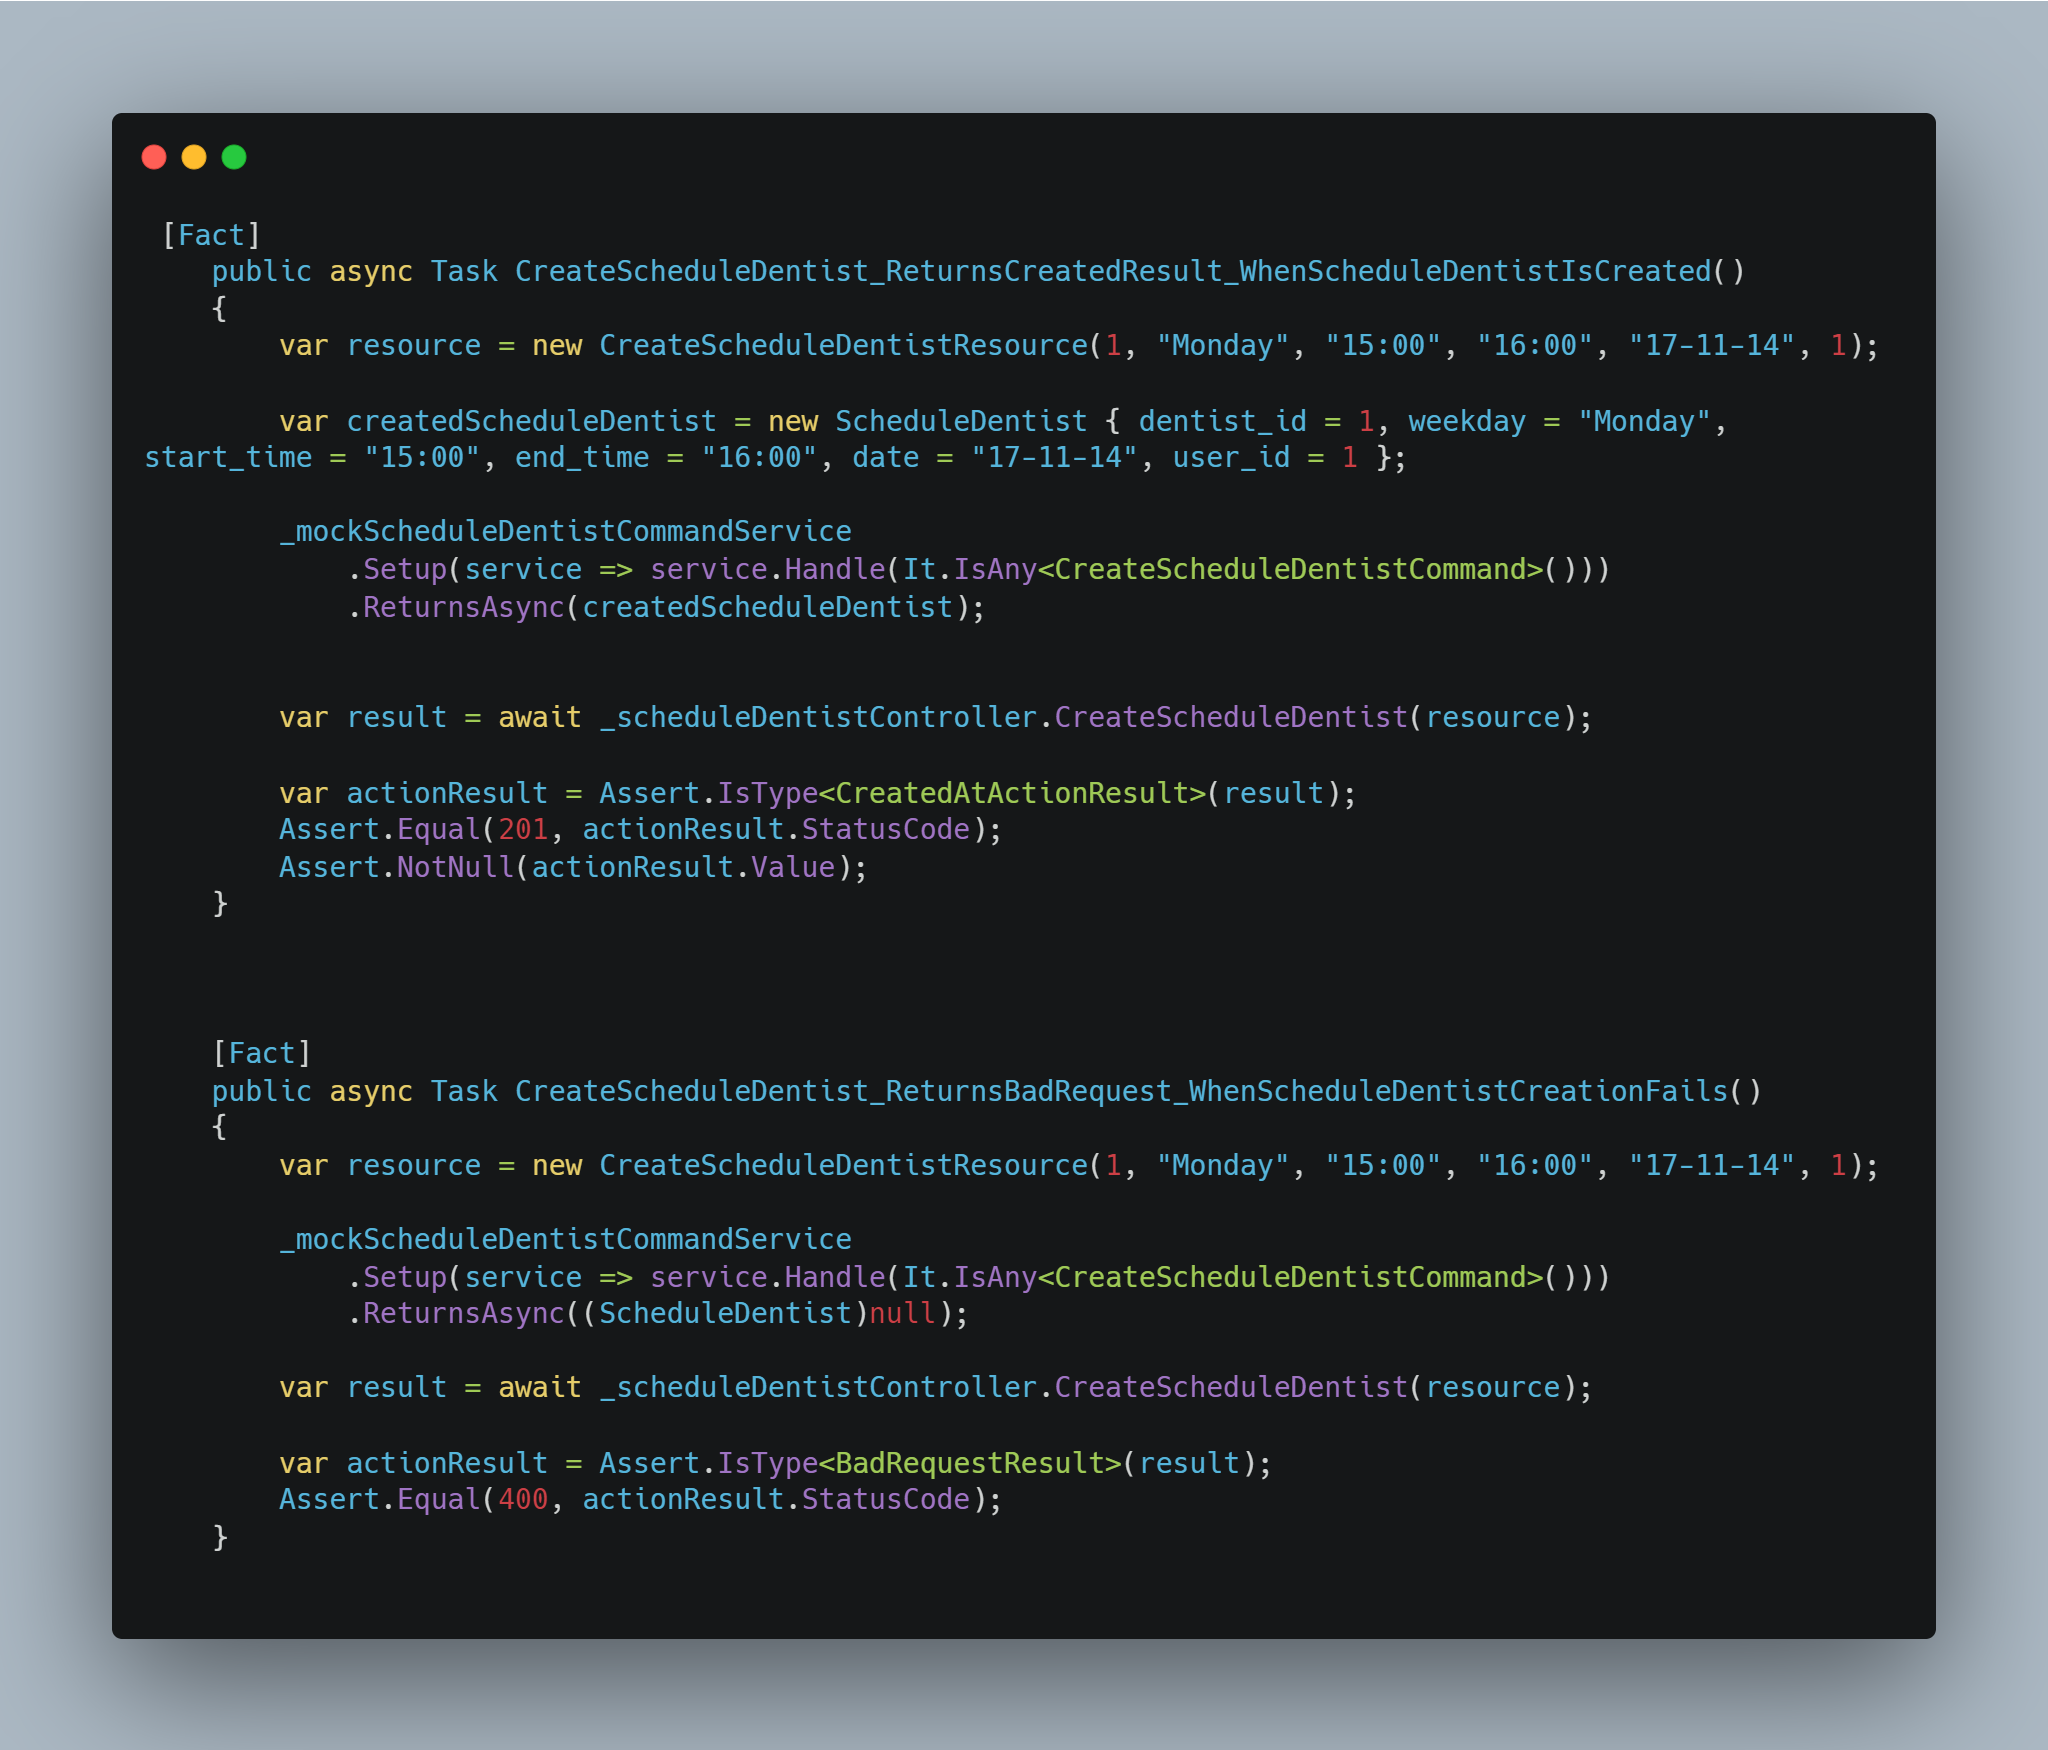 [Fact]
public async Task CreateScheduleDentist_ReturnsCreatedResult_WhenScheduleDentistIsCreated()
{
var resource = new CreateScheduleDentistResource(1, "Monday", "15:00", "16:00", "17-11-14", 1);
var createdScheduleDentist = new ScheduleDentist { dentist_id = 1, weekday = "Monday",
start_time = "15:00", end_time = "16:00", date = "17-11-14", user_id = 1 };
_mockScheduleDentistCommandService
.Setup(service => service.Handle(It.IsAny<CreateScheduleDentistCommand>()))
.ReturnsAsync(createdScheduleDentist);
var result = await _scheduleDentistController.CreateScheduleDentist(resource);
var actionResult = Assert.IsType<CreatedAtActionResult>(result);
Assert.Equal(201, actionResult.StatusCode);
Assert.NotNull(actionResult.Value);
}
[Fact]
public async Task CreateScheduleDentist_ReturnsBadRequest_WhenScheduleDentistCreationFails()
{
var resource = new CreateScheduleDentistResource(1, "Monday", "15:00", "16:00", "17-11-14", 1);
_mockScheduleDentistCommandService
.Setup(service => service.Handle(It.IsAny<CreateScheduleDentistCommand>()))
.ReturnsAsync((ScheduleDentist)null);
var result = await _scheduleDentistController.CreateScheduleDentist(resource);
var actionResult = Assert.IsType<BadRequestResult>(result);
Assert.Equal(400, actionResult.StatusCode);
}